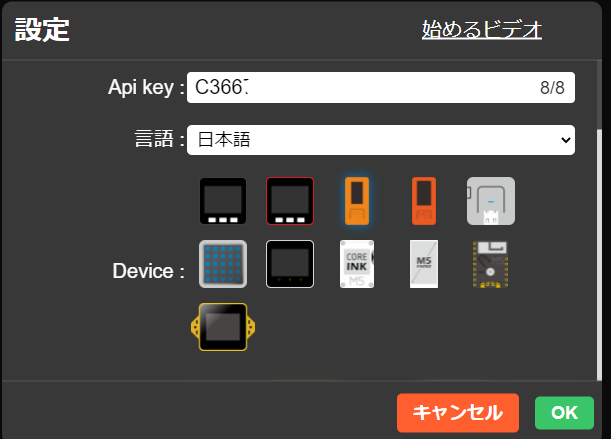 設定
始めるビデオ
Api key : C3667
8/8
言語 : 日本語
Device :
CORE
INK
M5
M5
キャンセル
OK